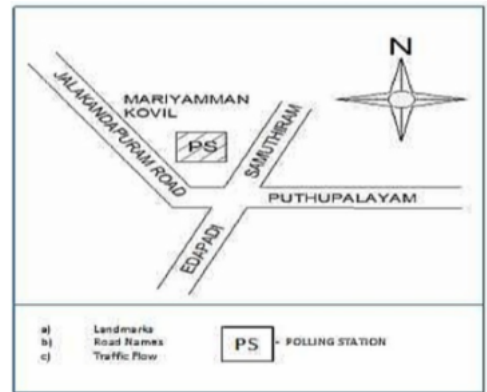 N
MARIYAMMAN
KOVIL
JALAKANDAPURAM ROAD
PS
SAMUTHIRAM
PUTHUPALAYAM
EDAPADI
a) Landmarks
b) Road Names
c) Traffic Flow
PS - POLLING STATION